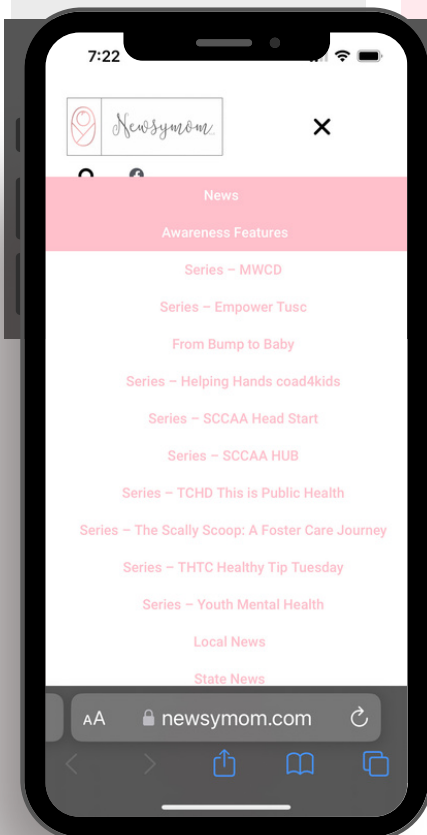 7:22
Newsymom
News
Awareness Features
Series – MWCD
Series – Empower Tusc
From Bump to Baby
Series – Helping Hands coad4kids
Series – SCCAA Head Start
Series – SCCAA HUB
Series – TCHD This is Public Health
Series – The Scally Scoop: A Foster Care Journey
Series – THTC Healthy Tip Tuesday
Series – Youth Mental Health
Local News
State News
AA newsymom.com